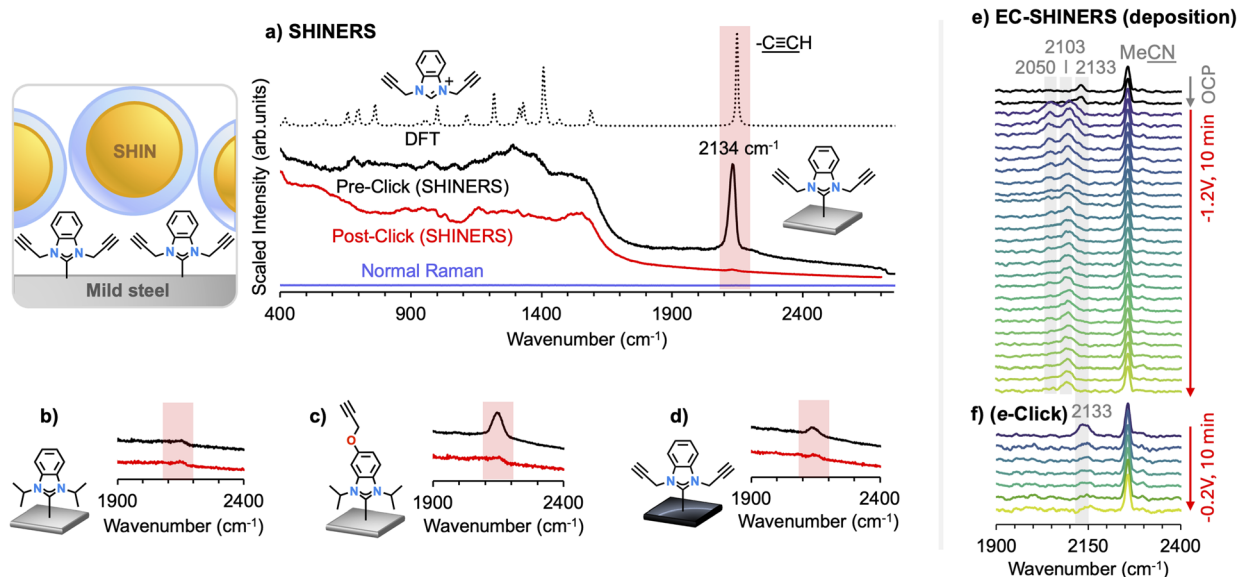 SHIN
Mild steel
a) SHINERS
Scaled Intensity (arb.units)
N
N
+
DFT
-C≡CH
2134 cm⁻¹
Pre-Click (SHINERS)
Post-Click (SHINERS)
Normal Raman
N
N
400
900
1400
1900
2400
Wavenumber (cm⁻¹)
b)
N
N
1900
2400
Wavenumber (cm⁻¹)
c)
O
N
N
1900
2400
Wavenumber (cm⁻¹)
d)
N
N
1900
2400
Wavenumber (cm⁻¹)
e) EC-SHINERS (deposition)
2103
2050
2133
MeCN
OCP
-1.2V, 10 min
f) (e-Click)
2133
-0.2V, 10 min
1900
2150
2400
Wavenumber (cm⁻¹)